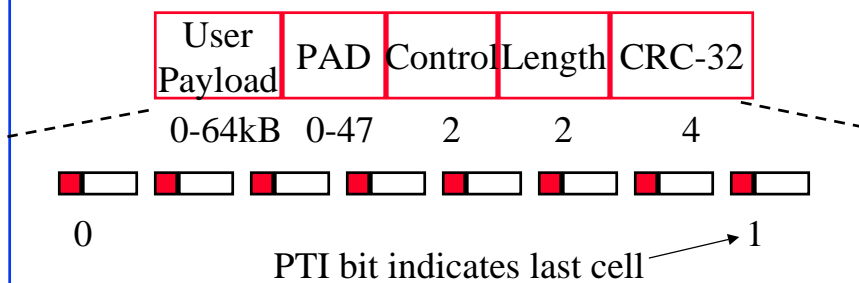 User Payload PAD Control Length CRC-32
0-64kB 0-47 2 2 4
0 1
PTI bit indicates last cell